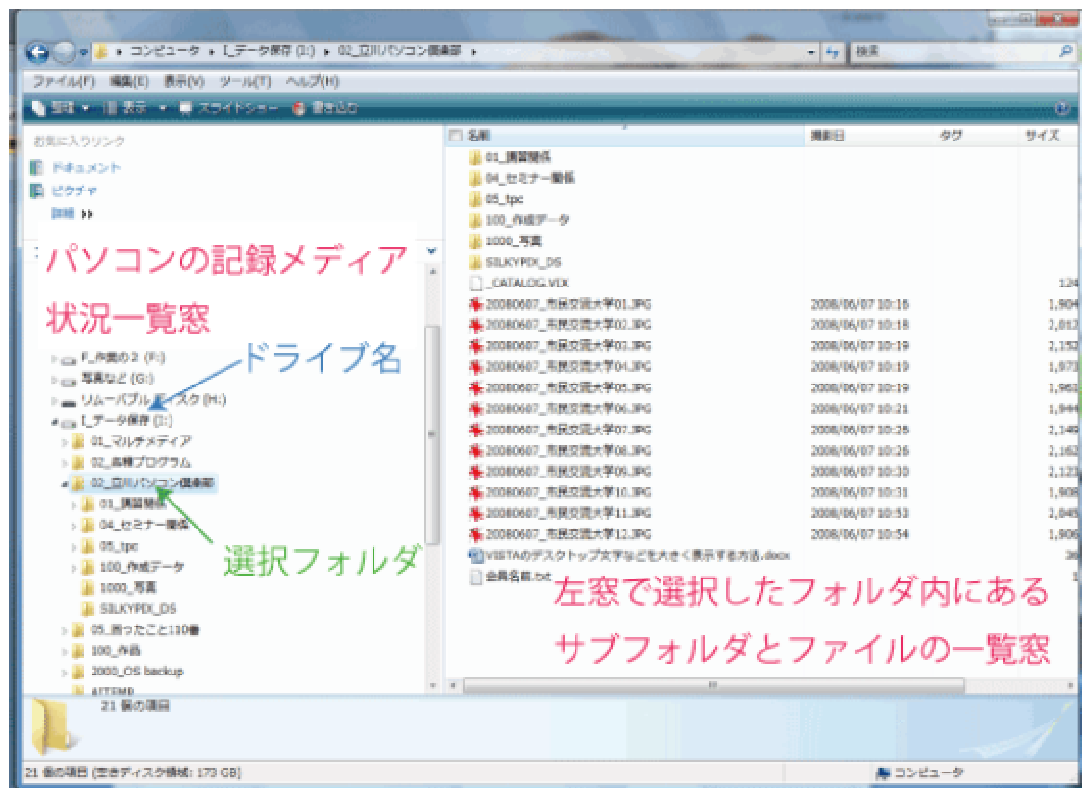 コンピュータ ▸ I_データ保存 (I:) ▸ 02_立川パソコン倶楽部 ▸
検索
ファイル(F) 編集(E) 表示(V) ツール(T) ヘルプ(H)
整理 表示 スライドショー 書き込む
お気に入りリンク
ドキュメント
ピクチャ
詳細
パソコンの記録メディア
状況一覧窓
ドライブ名
F_作画の2 (F:)
写真など (G:)
リムーバブル ディスク (H:)
I_データ保存 (I:)
01_マルチメディア
02_各種プログラム
02_立川パソコン倶楽部
01_講習関係
04_セミナー関係
05_tpc
100_作成データ
1000_写真
SILKYPIX_DS
05_困ったこと110番
100_作品
2000_OS backup
AITEMP
選択フォルダ
名前 撮影日 タグ サイズ
01_講習関係
04_セミナー関係
05_tpc
100_作成データ
1000_写真
SILKYPIX_DS
_CATALOG.VIX 124
20080607_市民交流大学01.JPG 2008/06/07 10:16 1,904
20080607_市民交流大学02.JPG 2008/06/07 10:18 2,012
20080607_市民交流大学03.JPG 2008/06/07 10:19 2,152
20080607_市民交流大学04.JPG 2008/06/07 10:19 1,973
20080607_市民交流大学05.JPG 2008/06/07 10:19 1,963
20080607_市民交流大学06.JPG 2008/06/07 10:21 1,944
20080607_市民交流大学07.JPG 2008/06/07 10:26 2,149
20080607_市民交流大学08.JPG 2008/06/07 10:26 2,162
20080607_市民交流大学09.JPG 2008/06/07 10:30 2,123
20080607_市民交流大学10.JPG 2008/06/07 10:31 1,908
20080607_市民交流大学11.JPG 2008/06/07 10:53 2,045
20080607_市民交流大学12.JPG 2008/06/07 10:54 1,906
VISTAのデスクトップ文字などを大きく表示する方法.docx 36
会員名前.txt 1
左窓で選択したフォルダ内にある
サブフォルダとファイルの一覧窓
21 個の項目
21 個の項目 (空きディスク領域: 173 GB)
コンピュータ